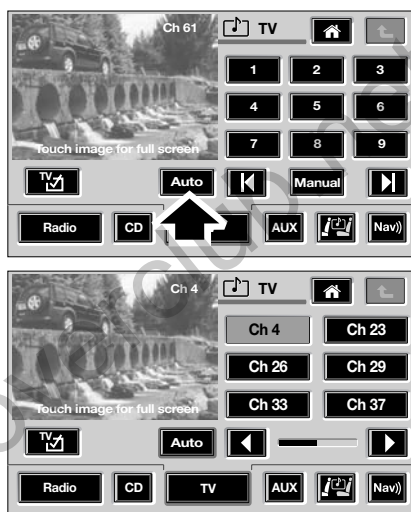 Ch 61 TV
1 2 3
4 5 6
7 8 9
Touch image for full screen
TV Auto Manual
Radio CD AUX Nav))
Ch 4 TV
Ch 4 Ch 23
Ch 26 Ch 29
Ch 33 Ch 37
Touch image for full screen
TV Auto
Radio CD TV AUX Nav))